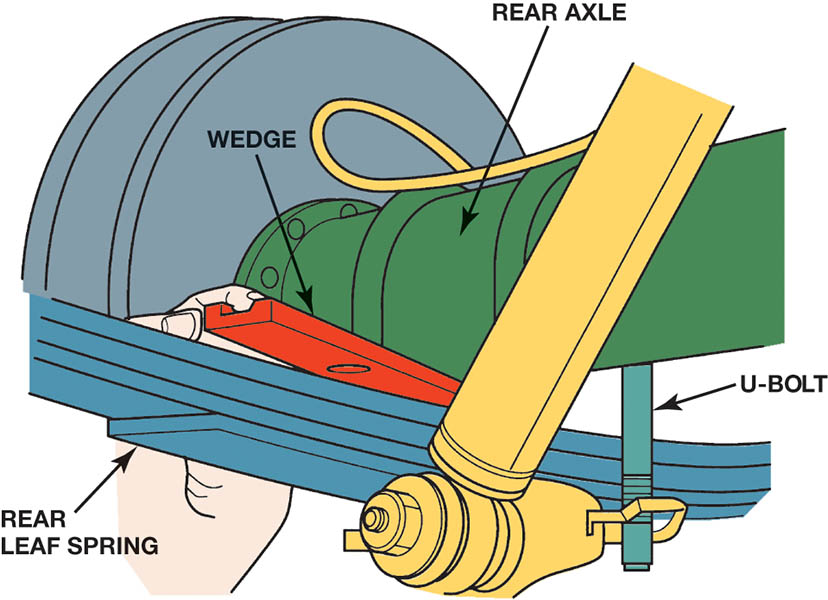 REAR AXLE
WEDGE
U-BOLT
REAR
LEAF SPRING